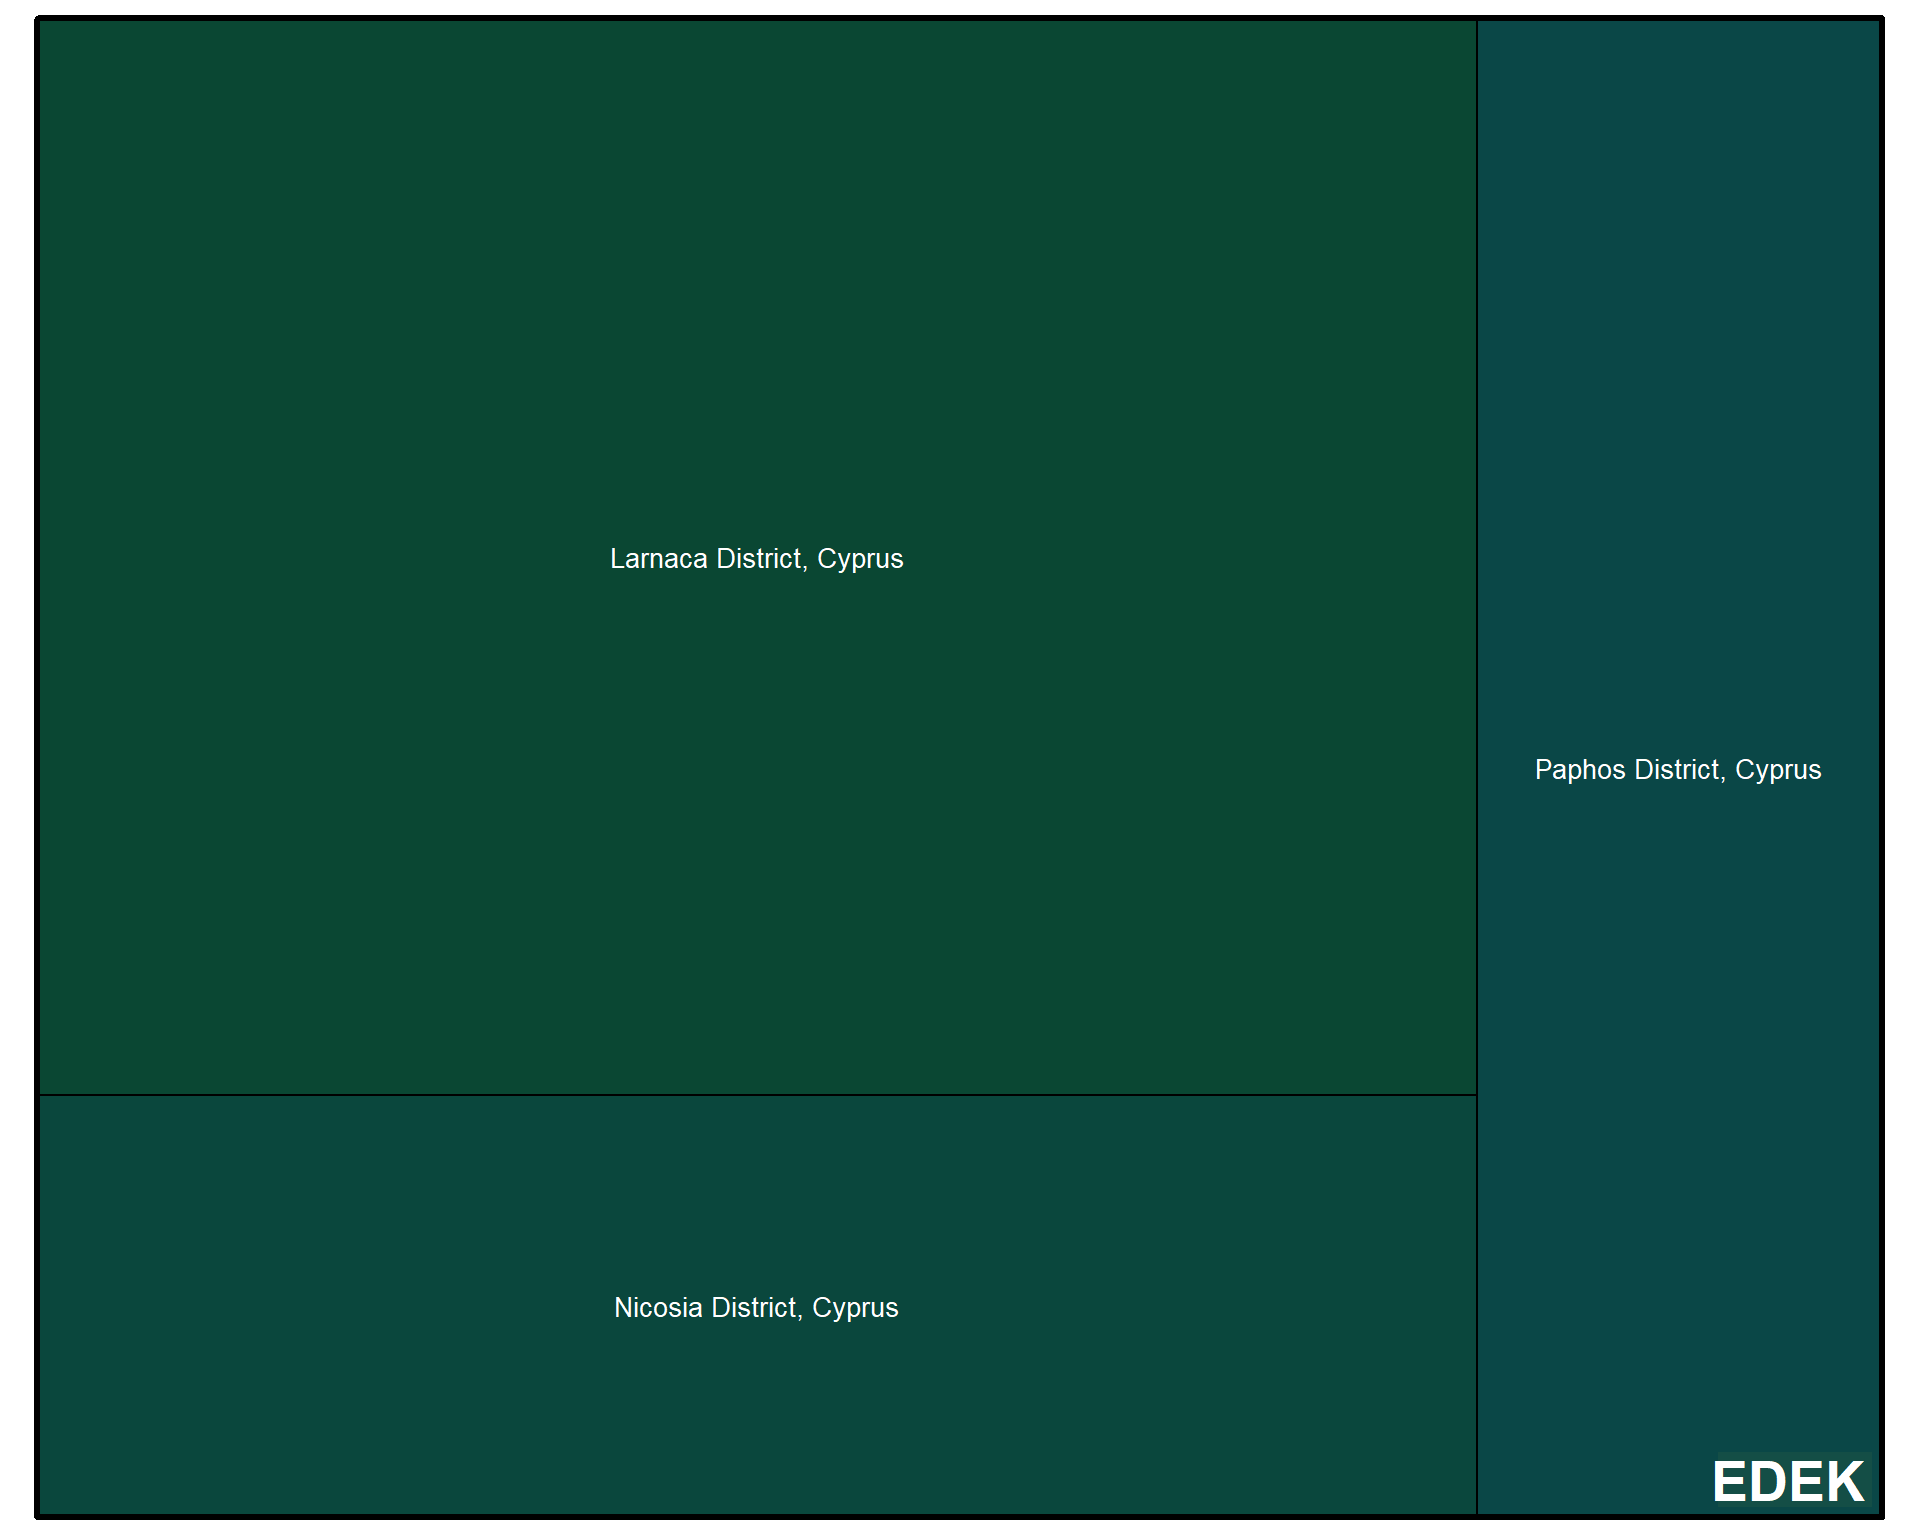 Larnaca District, Cyprus
Paphos District, Cyprus
Nicosia District, Cyprus
EDEK